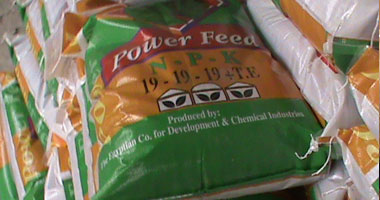 Power Feed
N-P-K
19-19-19+T.E
Produced by:
The Egyptian Co. for Development & Chemical Industries